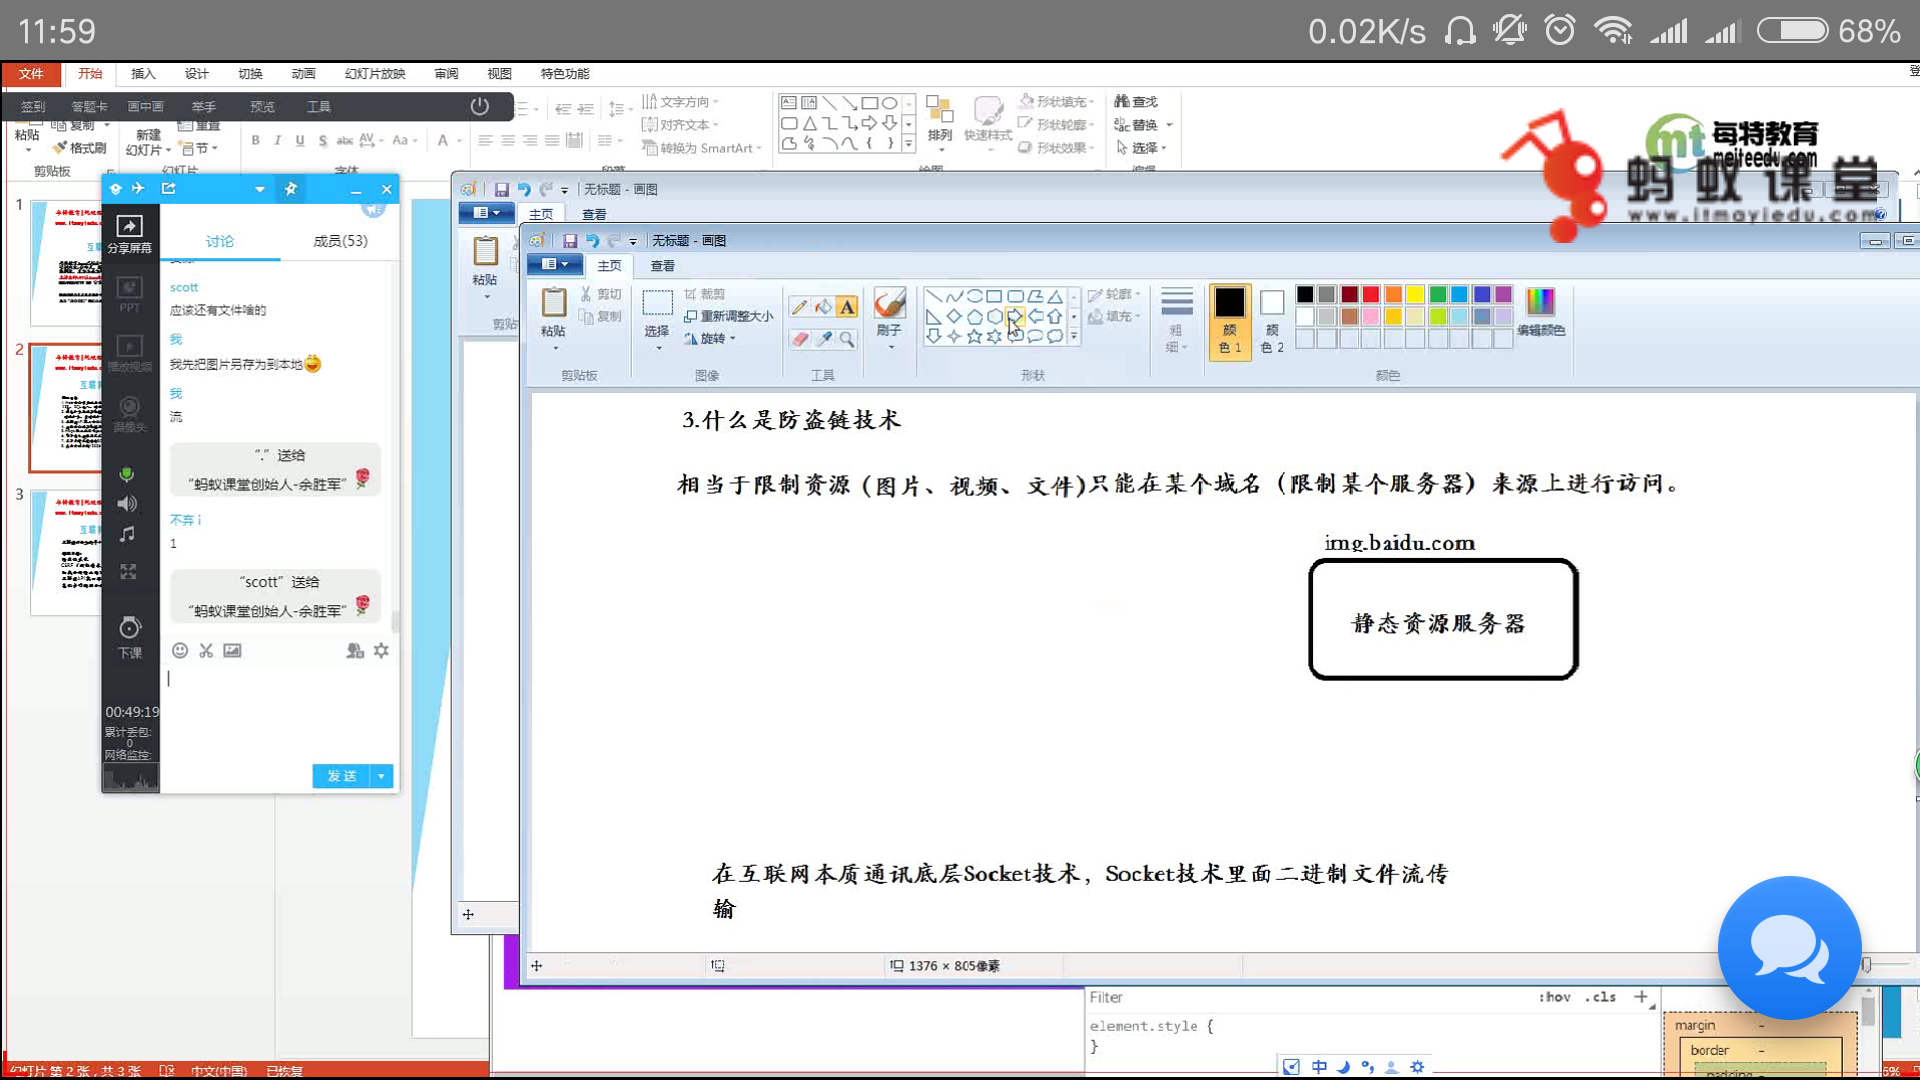 11:59
0.02K/s
68%
文件 开始 插入 设计 切换 动画 幻灯片放映 审阅 视图 特色功能
签到 答题卡 画中画 举手 预览 工具
粘贴 复制 格式刷 新建 幻灯片 重置 节
剪贴板 幻灯片 字体 段落
文字方向
对齐文本
转换为 SmartArt
排列 快速样式
形状填充
形状轮廓
形状效果
查找
替换
选择
每特教育
meiteedu.com
蚂蚁课堂
www.itmayiedu.com
1
2
3
分享屏幕
PPT
播放视频
摄像头
下课
00:49:19
累计丢包:
0
网络监控:
讨论 成员(53)
scott
应该还有文件啥的
我
我先把图片另存为到本地
我
流
“.” 送给
“蚂蚁课堂创始人-余胜军”
不弃 i
1
“scott” 送给
“蚂蚁课堂创始人-余胜军”
发送
无标题 - 画图
主页 查看
粘贴
无标题 - 画图
主页 查看
粘贴 剪切 复制
剪贴板
选择 裁剪 重新调整大小 旋转
图像
工具
刷子
形状
轮廓
填充
粗细
颜色 1
颜色 2
编辑颜色
颜色
3.什么是防盗链技术
相当于限制资源（图片、视频、文件)只能在某个域名（限制某个服务器）来源上进行访问。
img.baidu.com
静态资源服务器
在互联网本质通讯底层Socket技术，Socket技术里面二进制文件流传
输
1376 × 805像素
Filter
:hov .cls +
element.style {
}
margin -
border -
padding
中
幻灯片 第 2 张 , 共 3 张 中文(中国) 已恢复